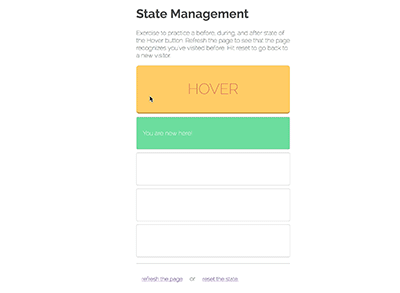 State Management
Exercise to practice a before, during, and after state of
the Hover button. Refresh the page to see that the page
recognizes you've visited before. Hit reset to go back to
a new visitor.
HOVER
You are new here!
refresh the page or reset the state